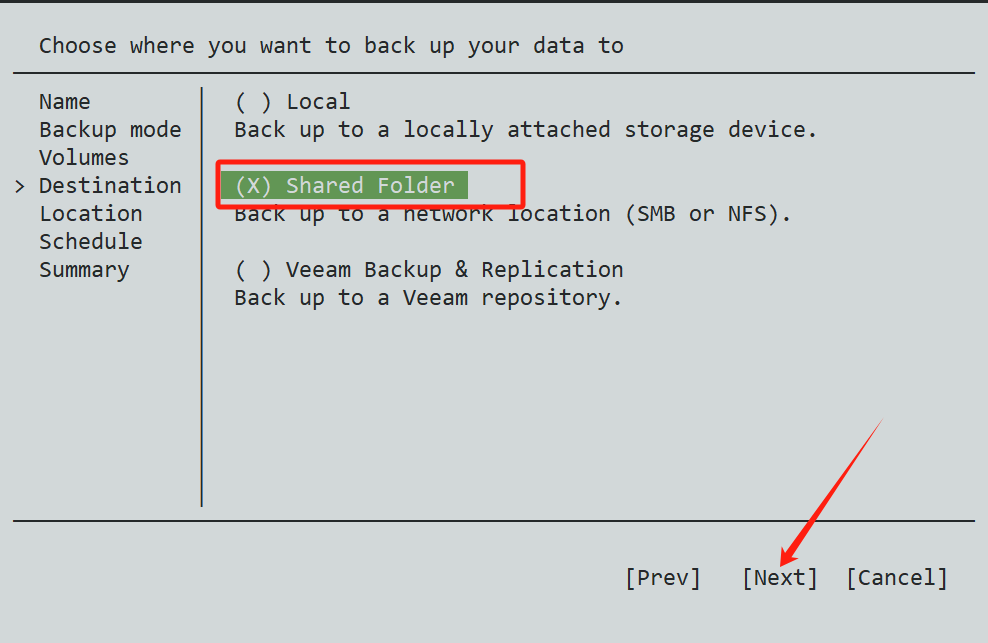 Choose where you want to back up your data to
Name
Backup mode
Volumes
> Destination
Location
Schedule
Summary
( ) Local
Back up to a locally attached storage device.
(X) Shared Folder
Back up to a network location (SMB or NFS).
( ) Veeam Backup & Replication
Back up to a Veeam repository.
[Prev] [Next] [Cancel]